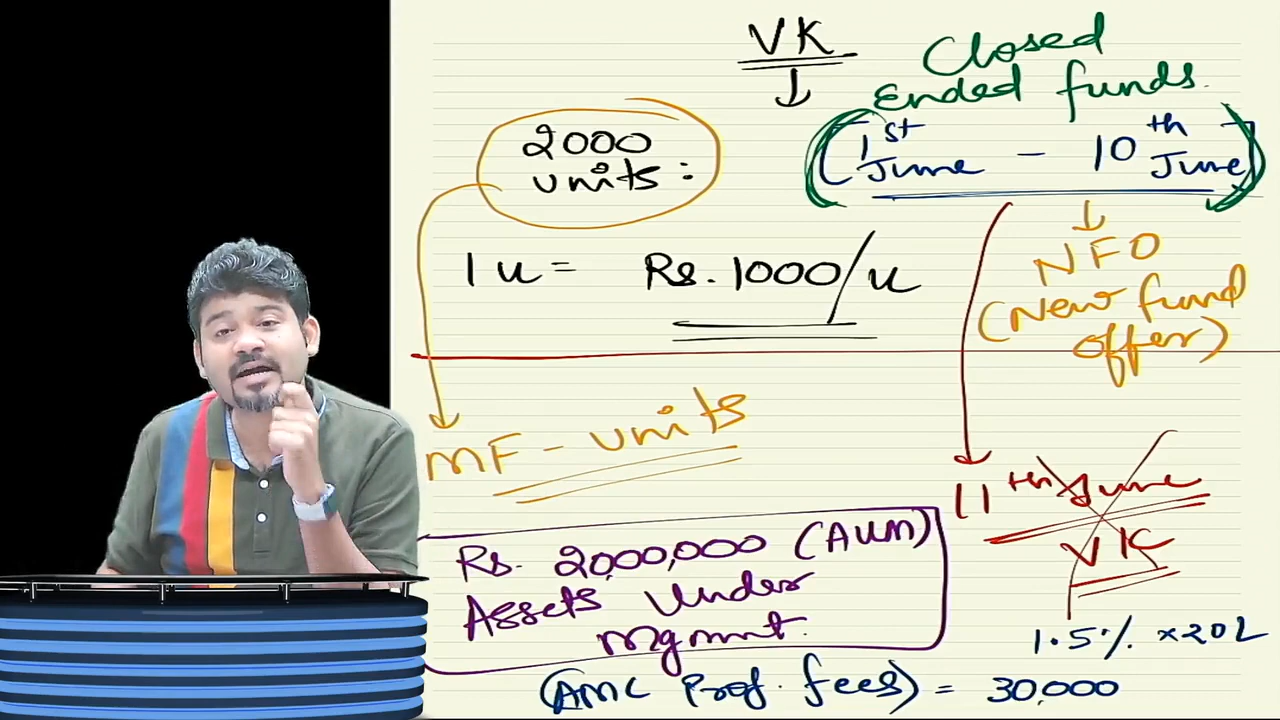 VK
Closed
Ended funds.
2000
units:
(1st June - 10th June)
1 u = Rs. 1000/u
NFO
(New fund
offer)
MF - units
11th June
VK
Rs. 2000,000 (AUM)
Assets Under
Mgmnt.
1.5% x20L
(AMC Prof. fees) = 30,000